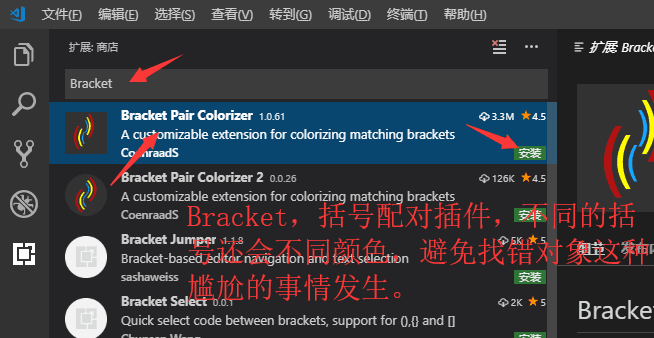 文件(F) 编辑(E) 选择(S) 查看(V) 转到(G) 调试(D) 终端(T) 帮助(H)
扩展: 商店
扩展: Bracket
Bracket
Bracket Pair Colorizer 1.0.61 3.3M 4.5
A customizable extension for colorizing matching brackets
CoenraadS 安装
Bracket Pair Colorizer 2 0.0.26 126K 4.5
A customizable extension for colorizing matching brackets
CoenraadS 安装
Bracket, 括号配对插件, 不同的括
号还会不同颜色, 避免找错对象这种
尴尬的事情发生。
Bracket Jumper 1.1.8 5K 5
Bracket-based editor navigation and text selection
sashaweiss 安装
细节
Bracket Select 0.0.1 2K 5
Quick select code between brackets, support for (),{} and []
安装
Bracket